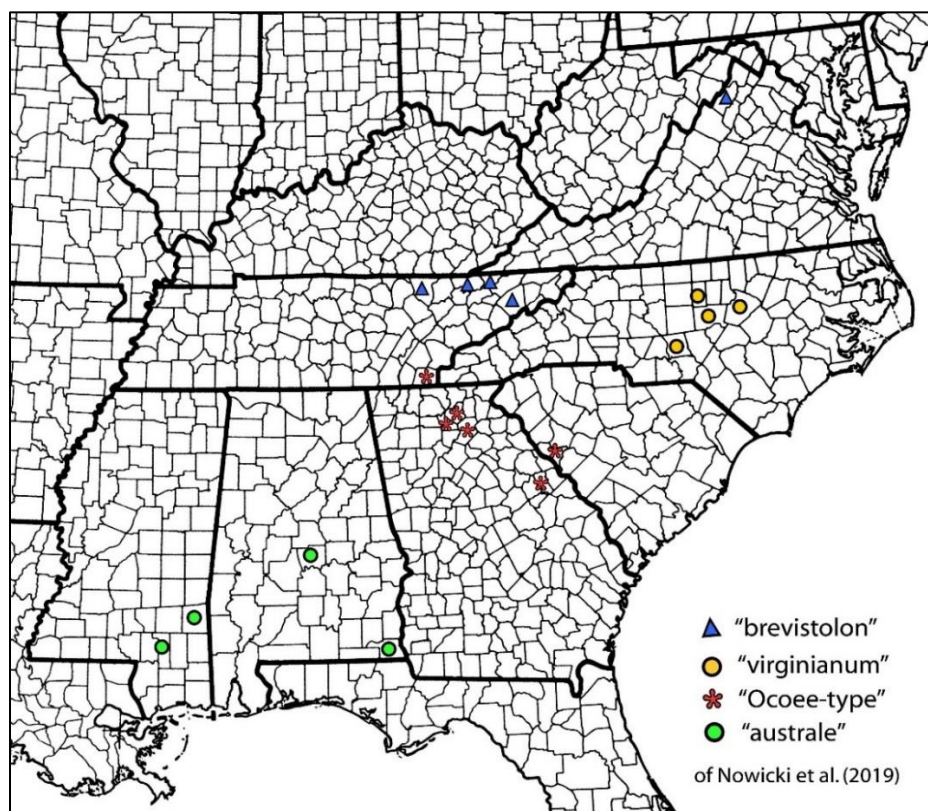 “brevistolon”
“virginianum”
“Ocoee-type”
“australe”
of Nowicki et al. (2019)